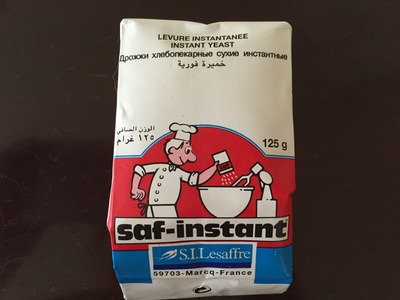 LEVURE INSTANTANEE
INSTANT YEAST
Дрожжи хлебопекарные сухие инстантные
خميرة فورية
الوزن الصافي
١٢٥ غرام
125 g
saf-instant
S.I.Lesaffre
59703-Marcq-France